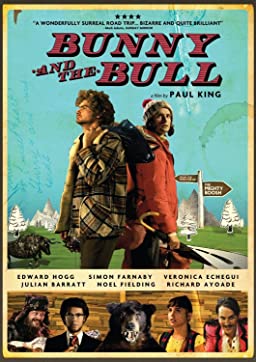 ★★★★
"A WONDERFULLY SURREAL ROAD TRIP... BIZARRE AND QUITE BRILLIANT"
BUNNY
AND THE
BULL
a film by PAUL KING
THE MIGHTY
BOOSH
EDWARD HOGG SIMON FARNABY VERONICA ECHEGUI
JULIAN BARRATT NOEL FIELDING RICHARD AYOADE